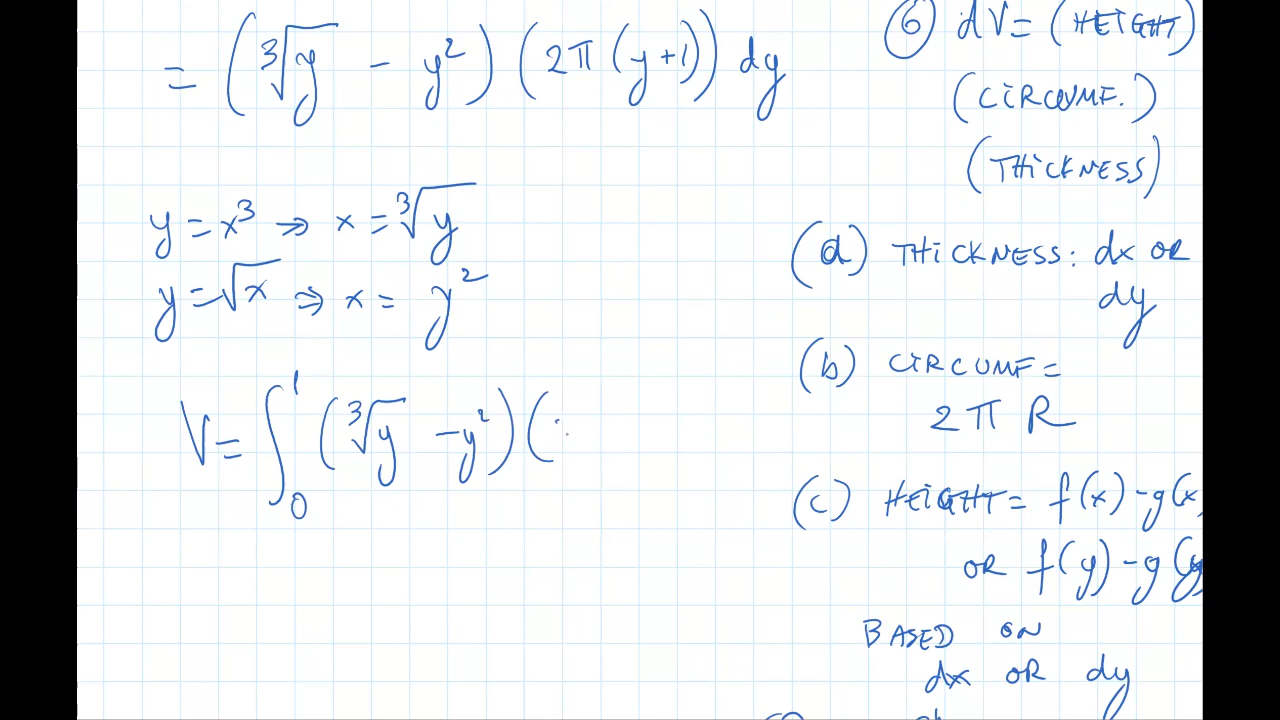 = (∛y - y²) (2π (y+1)) dy
y = x³ ⇒ x = ∛y
y = √x ⇒ x = y²
V = ∫₀¹ (∛y - y²) (
⑥ dV = (HEIGHT)
(CIRCUMF.)
(THICKNESS)
(a) THICKNESS: dx OR
dy
(b) CIRCUMF =
2π R
(c) HEIGHT = f(x) - g(x)
OR f(y) - g(y)
BASED ON
dx OR dy